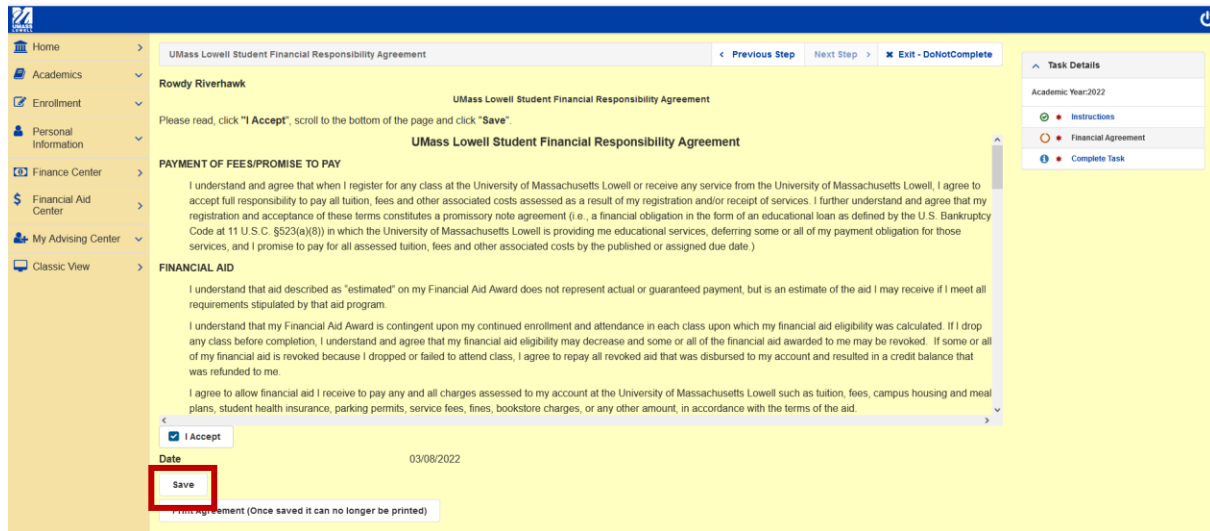 UMASS
LOWELL
Home
Academics
Enrollment
Personal
Information
Finance Center
Financial Aid
Center
My Advising Center
Classic View
UMass Lowell Student Financial Responsibility Agreement
Previous Step
Next Step
Exit - DoNotComplete
Rowdy Riverhawk
UMass Lowell Student Financial Responsibility Agreement
Please read, click "I Accept", scroll to the bottom of the page and click "Save".
UMass Lowell Student Financial Responsibility Agreement
PAYMENT OF FEES/PROMISE TO PAY
I understand and agree that when I register for any class at the University of Massachusetts Lowell or receive any service from the University of Massachusetts Lowell, I agree to
accept full responsibility to pay all tuition, fees and other associated costs assessed as a result of my registration and/or receipt of services. I further understand and agree that my
registration and acceptance of these terms constitutes a promissory note agreement (i.e., a financial obligation in the form of an educational loan as defined by the U.S. Bankruptcy
Code at 11 U.S.C. §523(a)(8)) in which the University of Massachusetts Lowell is providing me educational services, deferring some or all of my payment obligation for those
services, and I promise to pay for all assessed tuition, fees and other associated costs by the published or assigned due date.)
FINANCIAL AID
I understand that aid described as "estimated" on my Financial Aid Award does not represent actual or guaranteed payment, but is an estimate of the aid I may receive if I meet all
requirements stipulated by that aid program.
I understand that my Financial Aid Award is contingent upon my continued enrollment and attendance in each class upon which my financial aid eligibility was calculated. If I drop
any class before completion, I understand and agree that my financial aid eligibility may decrease and some or all of the financial aid awarded to me may be revoked. If some or all
of my financial aid is revoked because I dropped or failed to attend class, I agree to repay all revoked aid that was disbursed to my account and resulted in a credit balance that
was refunded to me.
I agree to allow financial aid I receive to pay any and all charges assessed to my account at the University of Massachusetts Lowell such as tuition, fees, campus housing and meal
plans, student health insurance, parking permits, service fees, fines, bookstore charges, or any other amount, in accordance with the terms of the aid.
I Accept
Date 03/08/2022
Save
Print Agreement (Once saved it can no longer be printed)
Task Details
Academic Year:2022
Instructions
Financial Agreement
Complete Task